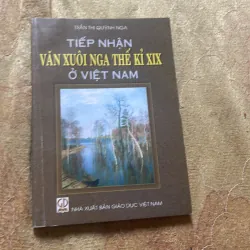 TRẦN THỊ QUỲNH NGA
TIẾP NHẬN
VĂN XUÔI NGA THẾ KỈ XIX
Ở VIỆT NAM
NHÀ XUẤT BẢN GIÁO DỤC VIỆT NAM